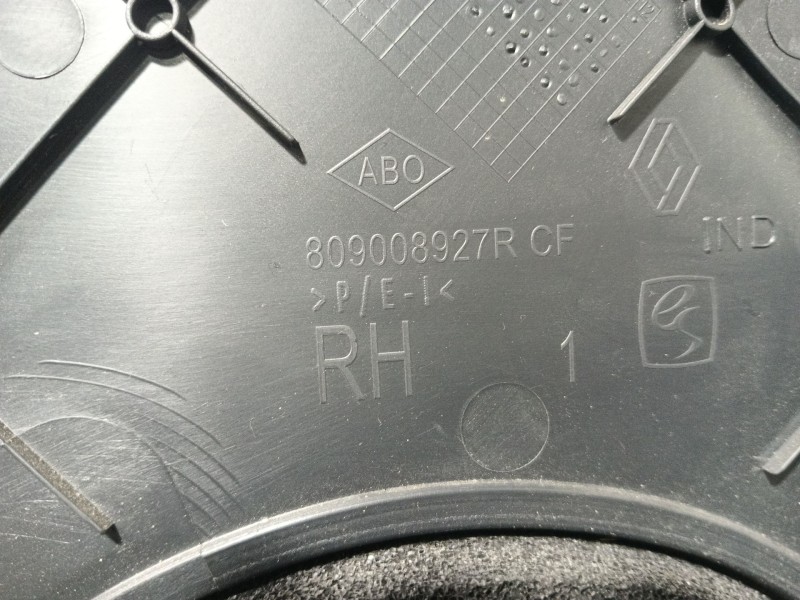 ABO
809008927R CF
IND
>P/E-I<
RH 1